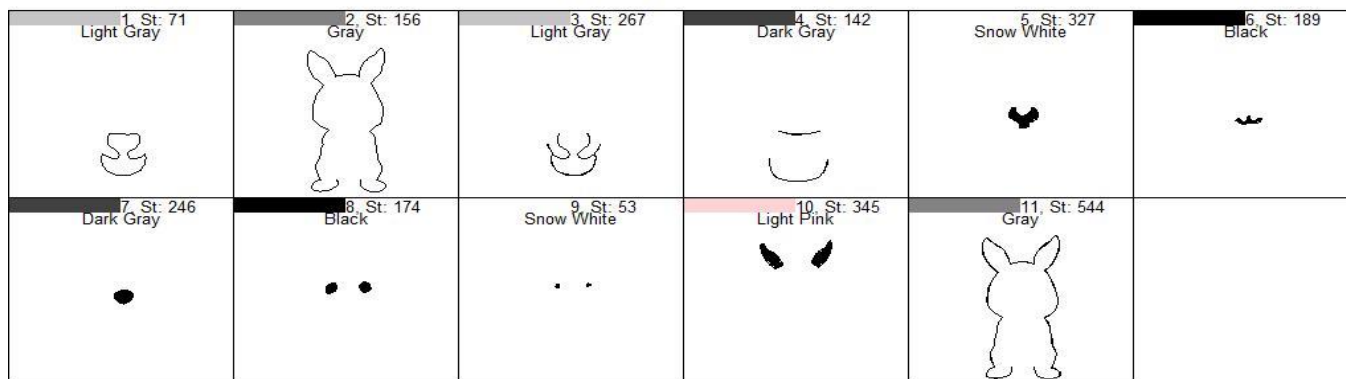 1, St: 71
Light Gray
2, St: 156
Gray
3, St: 267
Light Gray
4, St: 142
Dark Gray
5, St: 327
Snow White
6, St: 189
Black
7, St: 246
Dark Gray
8, St: 174
Black
9, St: 53
Snow White
10, St: 345
Light Pink
11, St: 544
Gray